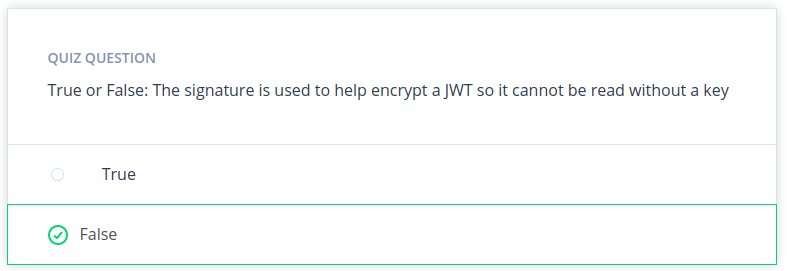 QUIZ QUESTION
True or False: The signature is used to help encrypt a JWT so it cannot be read without a key
True
False